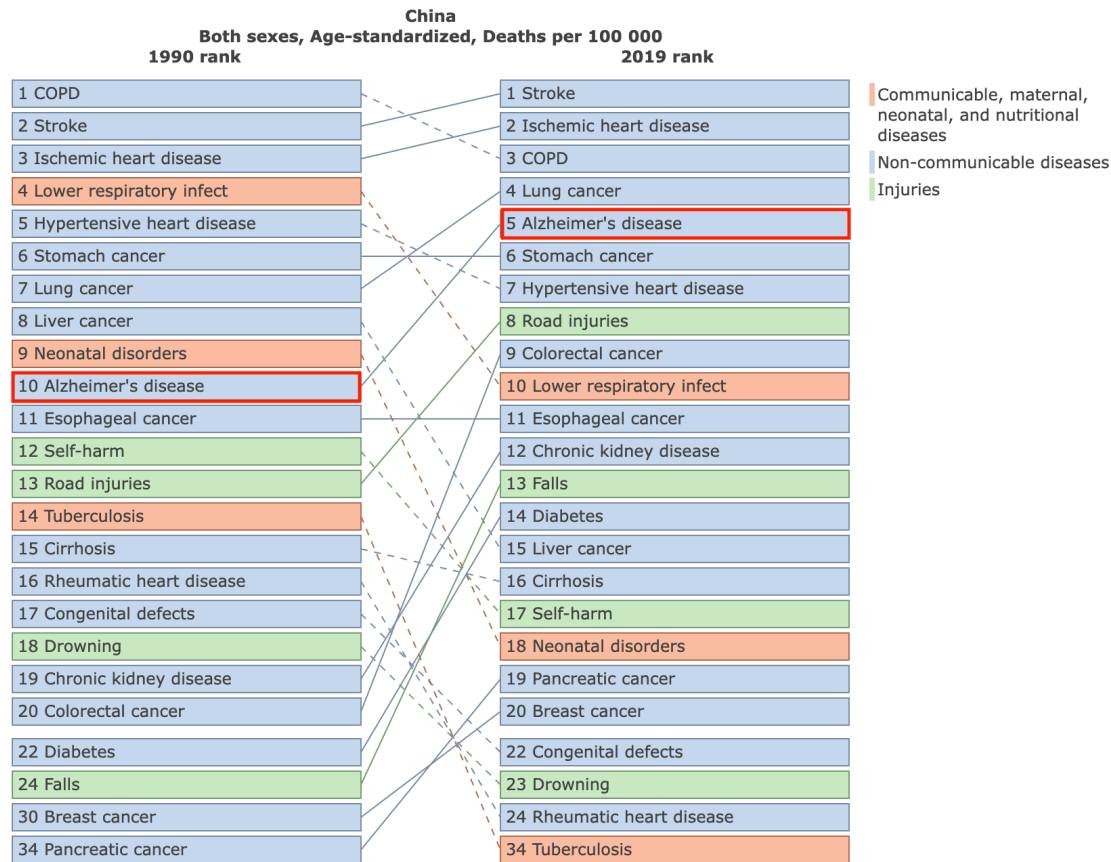 China
Both sexes, Age-standardized, Deaths per 100 000
1990 rank
2019 rank
1 COPD
2 Stroke
3 Ischemic heart disease
4 Lower respiratory infect
5 Hypertensive heart disease
6 Stomach cancer
7 Lung cancer
8 Liver cancer
9 Neonatal disorders
10 Alzheimer's disease
11 Esophageal cancer
12 Self-harm
13 Road injuries
14 Tuberculosis
15 Cirrhosis
16 Rheumatic heart disease
17 Congenital defects
18 Drowning
19 Chronic kidney disease
20 Colorectal cancer
22 Diabetes
24 Falls
30 Breast cancer
34 Pancreatic cancer
1 Stroke
2 Ischemic heart disease
3 COPD
4 Lung cancer
5 Alzheimer's disease
6 Stomach cancer
7 Hypertensive heart disease
8 Road injuries
9 Colorectal cancer
10 Lower respiratory infect
11 Esophageal cancer
12 Chronic kidney disease
13 Falls
14 Diabetes
15 Liver cancer
16 Cirrhosis
17 Self-harm
18 Neonatal disorders
19 Pancreatic cancer
20 Breast cancer
22 Congenital defects
23 Drowning
24 Rheumatic heart disease
34 Tuberculosis
Communicable, maternal,
neonatal, and nutritional
diseases
Non-communicable diseases
Injuries